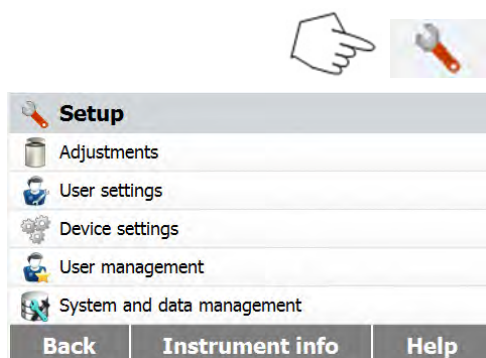 Setup
Adjustments
User settings
Device settings
User management
System and data management
Back Instrument info Help